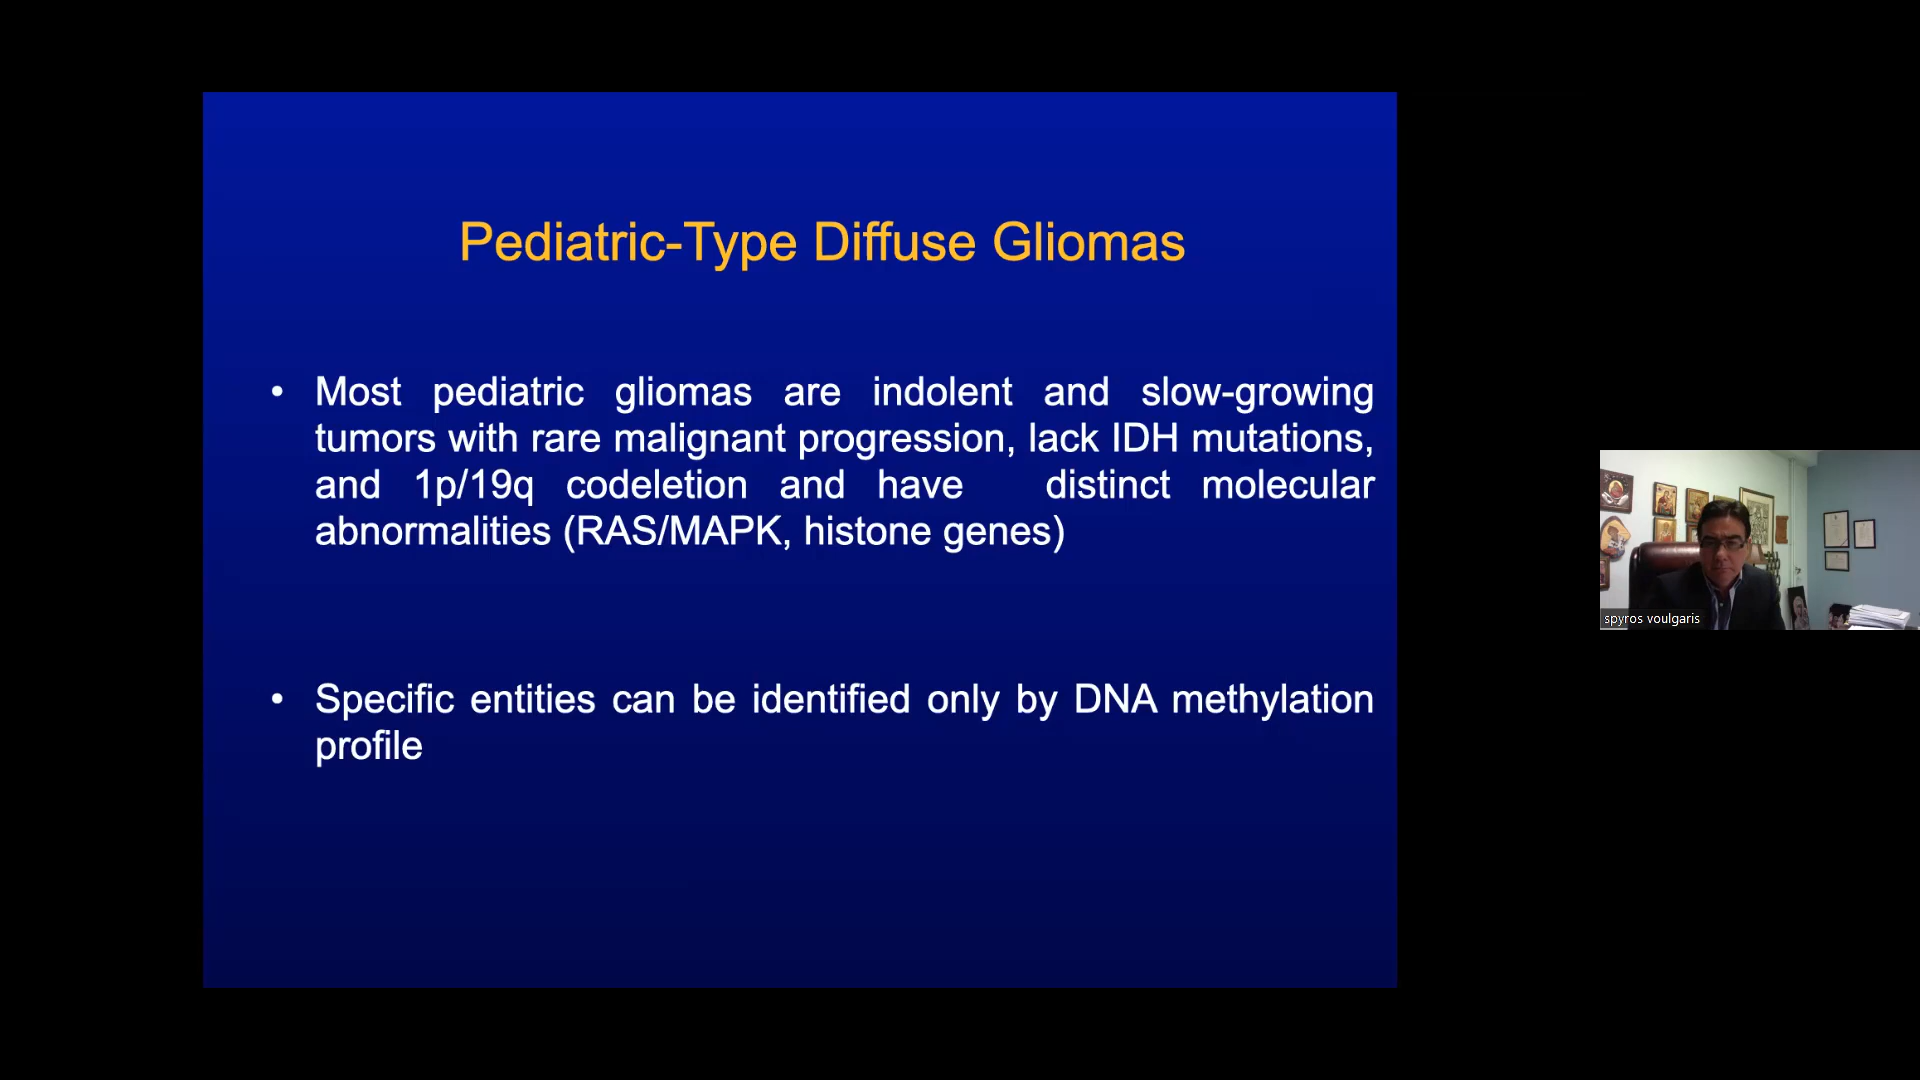 Pediatric-Type Diffuse Gliomas
• Most pediatric gliomas are indolent and slow-growing
tumors with rare malignant progression, lack IDH mutations,
and 1p/19q codeletion and have distinct molecular
abnormalities (RAS/MAPK, histone genes)
• Specific entities can be identified only by DNA methylation
profile
spyros voulgaris